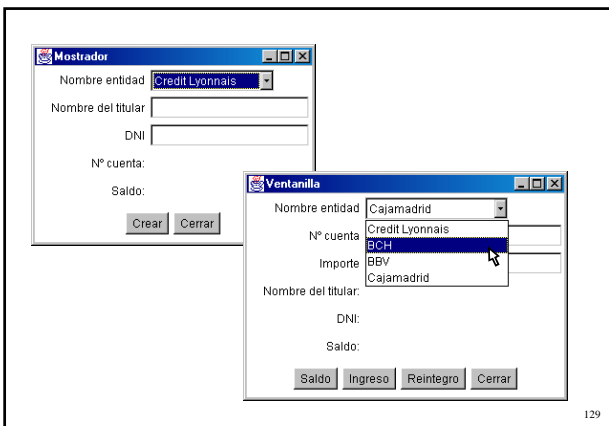 Mostrador
Nombre entidad Credit Lyonnais
Nombre del titular
DNI
Nº cuenta:
Saldo:
Crear Cerrar
Ventanilla
Nombre entidad Cajamadrid
Nº cuenta
Importe
Credit Lyonnais
BCH
BBV
Cajamadrid
Nombre del titular:
DNI:
Saldo:
Saldo Ingreso Reintegro Cerrar
129